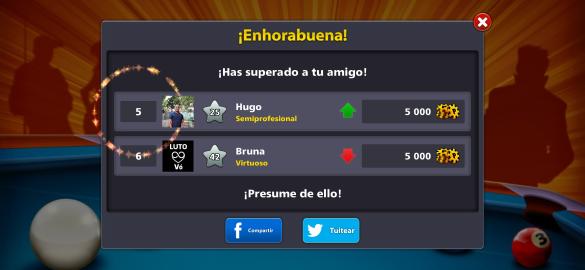 ¡Enhorabuena!
¡Has superado a tu amigo!
5
25
Hugo
Semiprofesional
5 000
6
LUTO
V6
42
Bruna
Virtuoso
5 000
¡Presume de ello!
Compartir
Tuitear
3